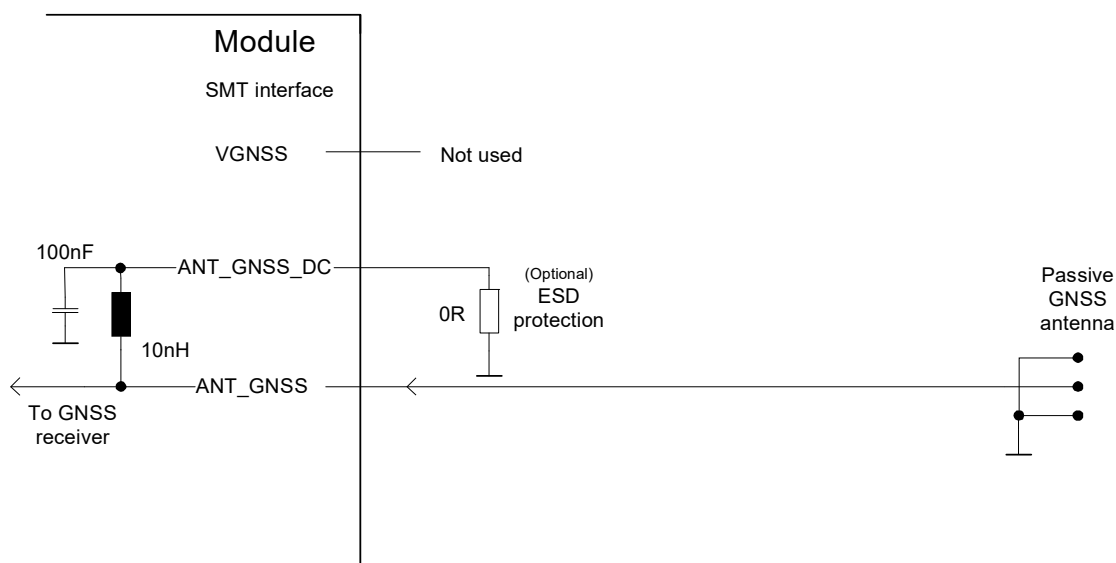 Module
SMT interface
VGNSS
Not used
100nF
ANT_GNSS_DC
(Optional)
ESD
protection
0R
Passive
GNSS
antenna
10nH
ANT_GNSS
To GNSS
receiver